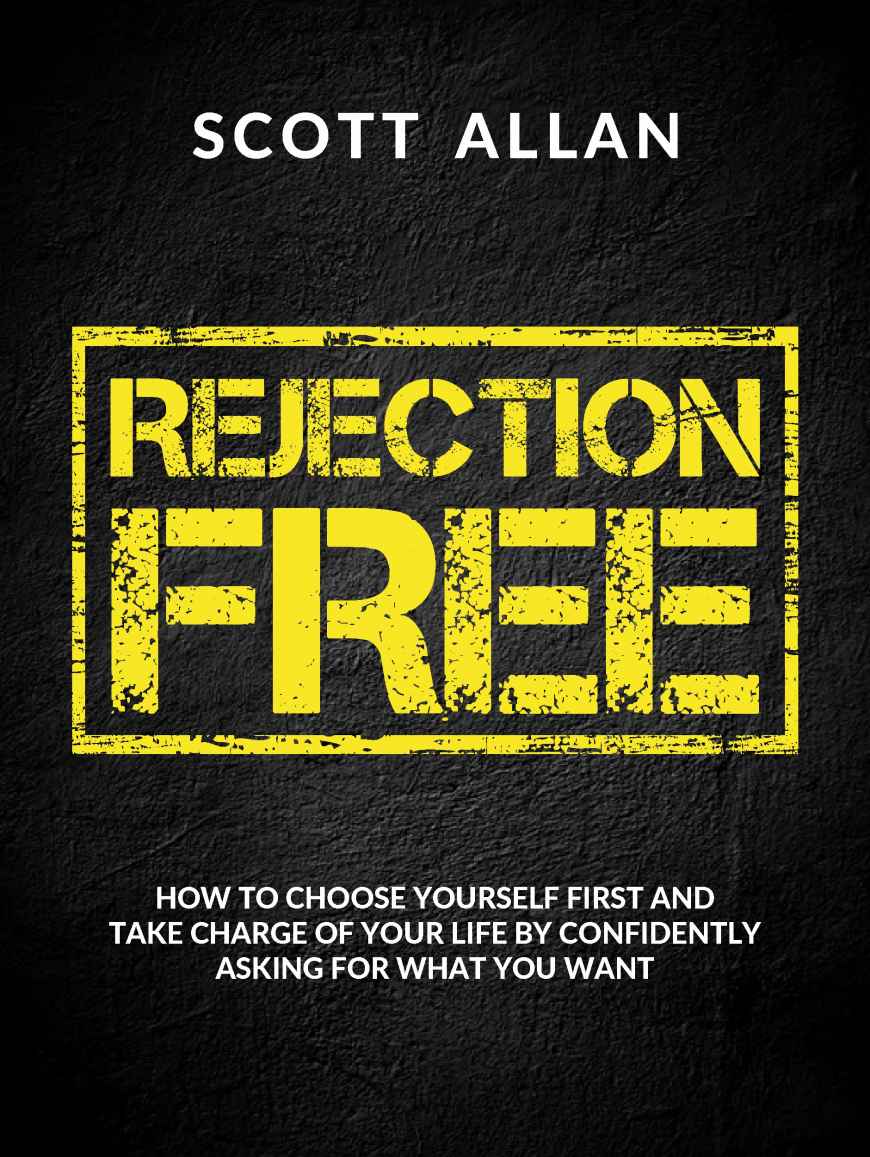 SCOTT ALLAN
REJECTION
FREE
HOW TO CHOOSE YOURSELF FIRST AND
TAKE CHARGE OF YOUR LIFE BY CONFIDENTLY
ASKING FOR WHAT YOU WANT